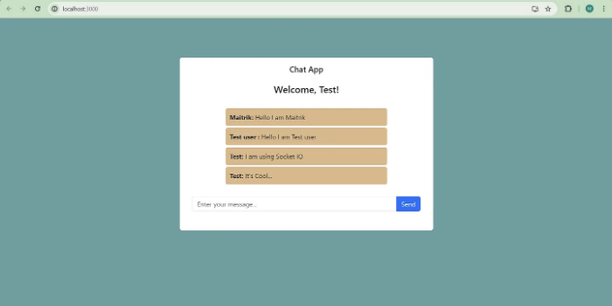 localhost:3000
Chat App
Welcome, Test!
Maitrik: Hello I am Maitrik
Test user : Hello I am Test user
Test: I am using Socket IO
Test: It's Cool...
Enter your message...
Send